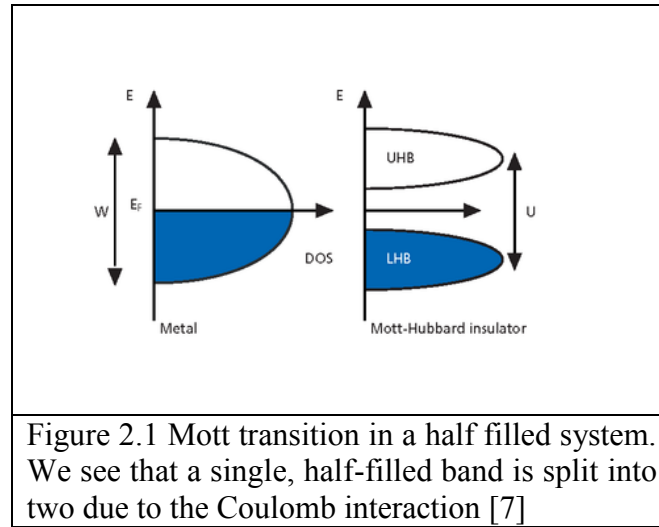 E
E
UHB
W
E_F
U
DOS
LHB
Metal
Mott-Hubbard insulator
Figure 2.1 Mott transition in a half filled system.
We see that a single, half-filled band is split into
two due to the Coulomb interaction [7]